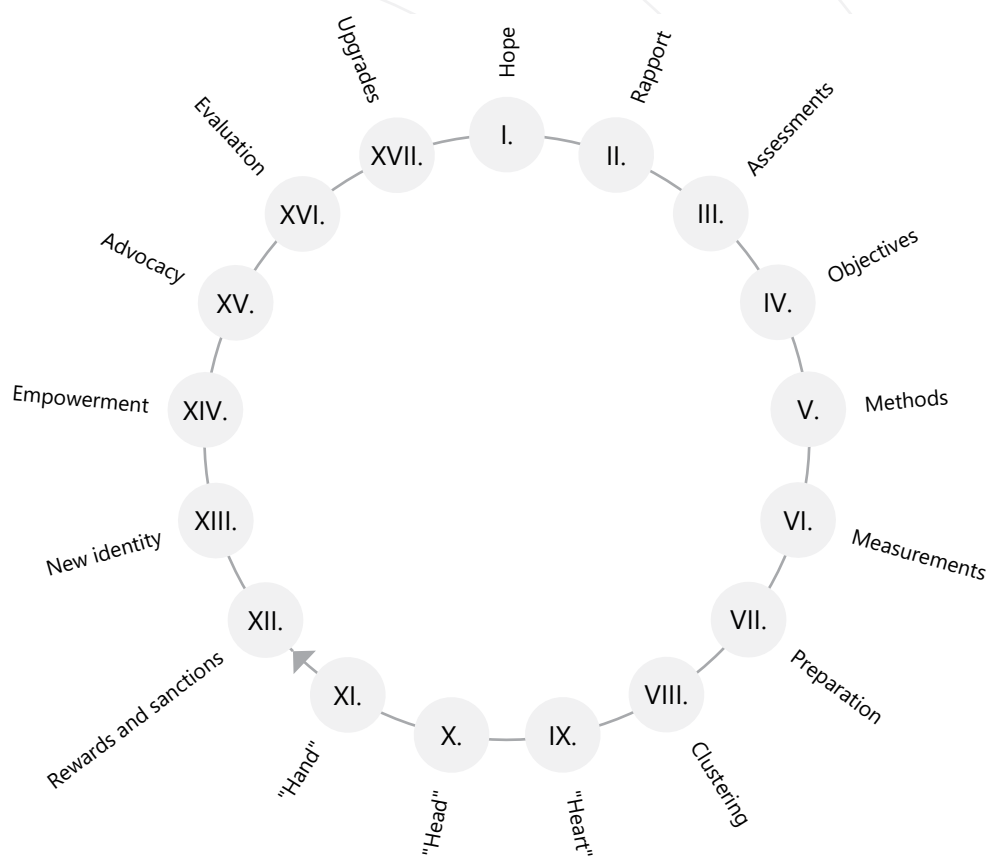 Hope
I.
Rapport
II.
Assessments
III.
Objectives
IV.
Methods
V.
Measurements
VI.
Preparation
VII.
Clustering
VIII.
"Heart"
IX.
"Head"
X.
"Hand"
XI.
Rewards and sanctions
XII.
New identity
XIII.
Empowerment
XIV.
Advocacy
XV.
Evaluation
XVI.
Upgrades
XVII.